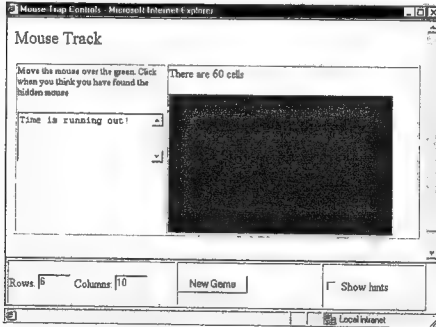 Mouse Trap Controls - Microsoft Internet Explorer
Mouse Track
Move the mouse over the green. Click
when you think you have found the
hidden mouse
There are 60 cells
Time is running out!
Rows: 6 Columns: 10 New Game Show hints
Local intranet